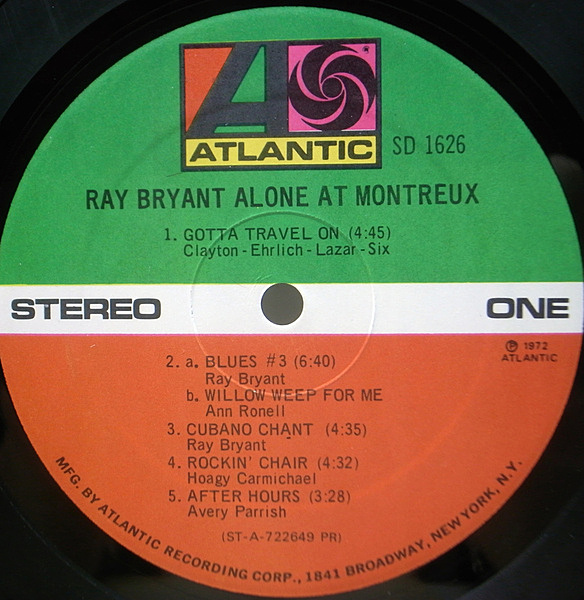 ATLANTIC
SD 1626
RAY BRYANT ALONE AT MONTREUX
1. GOTTA TRAVEL ON (4:45)
Clayton - Ehrlich - Lazar - Six
STEREO
ONE
℗ 1972
ATLANTIC
2. a. BLUES #3 (6:40)
Ray Bryant
b. WILLOW WEEP FOR ME
Ann Ronell
3. CUBANO CHANT (4:35)
Ray Bryant
4. ROCKIN' CHAIR (4:32)
Hoagy Carmichael
5. AFTER HOURS (3:28)
Avery Parrish
(ST-A-722649 PR)
MFG. BY ATLANTIC RECORDING CORP., 1841 BROADWAY, NEW YORK, N.Y.